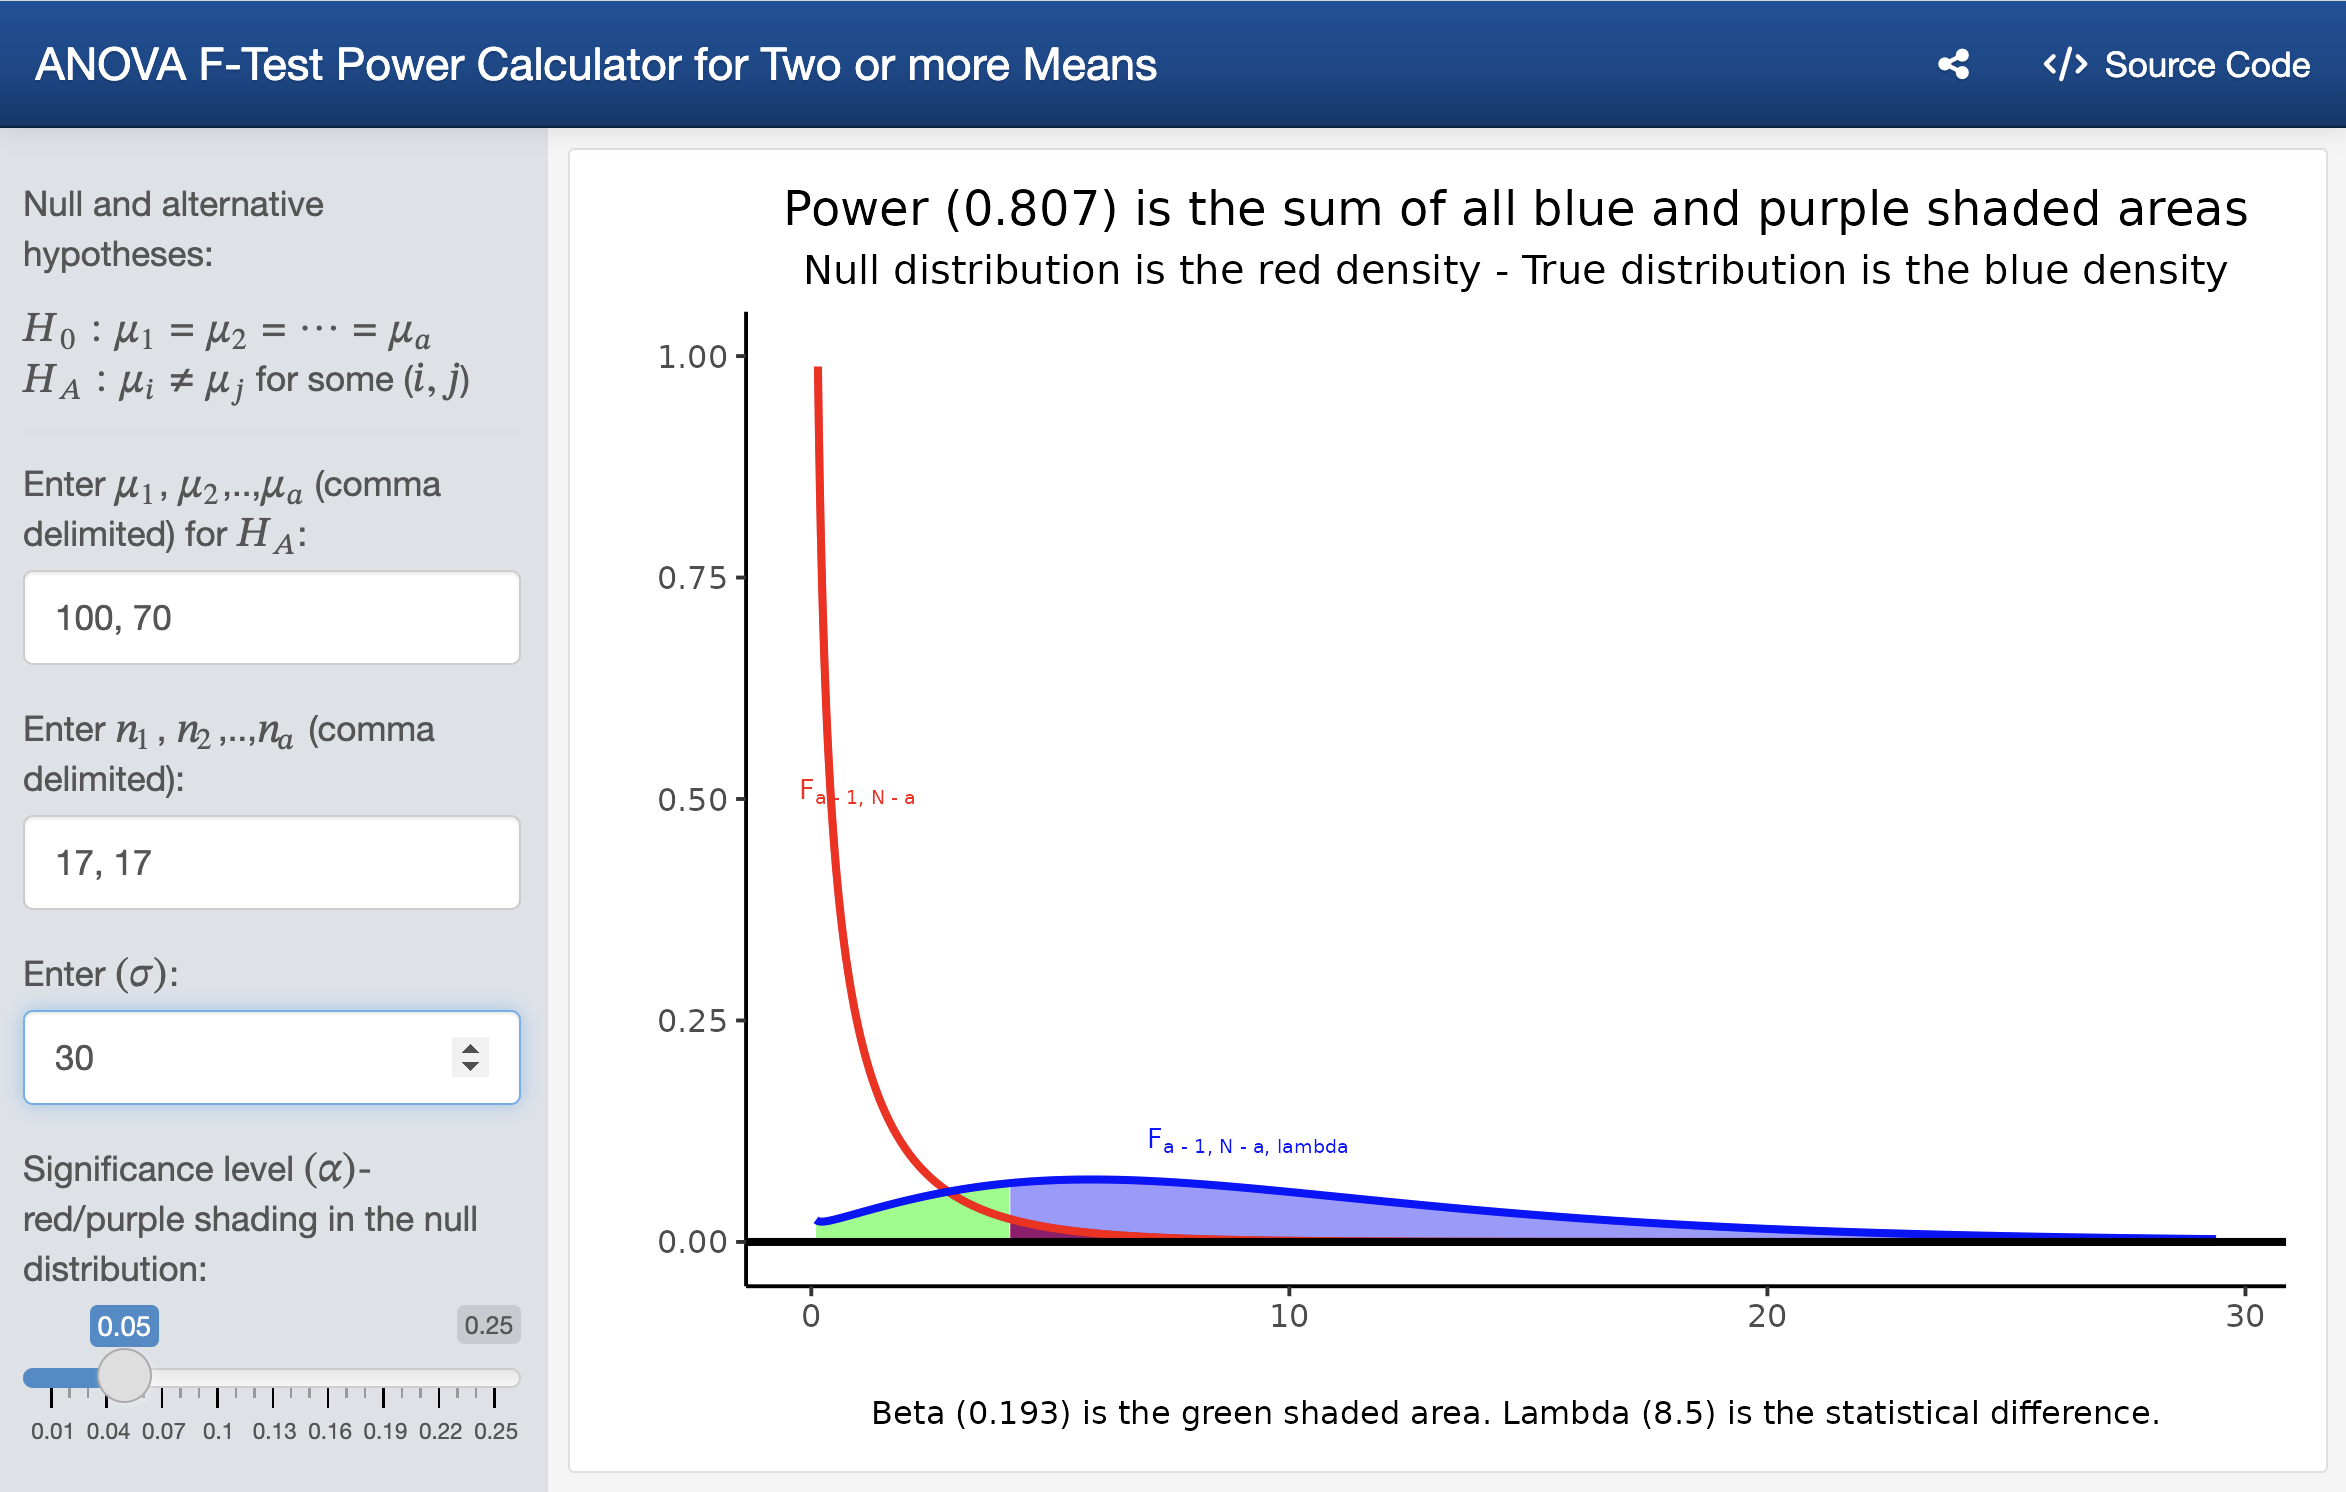 ANOVA F-Test Power Calculator for Two or more Means
</> Source Code
Null and alternative
hypotheses:
H₀ : μ₁ = μ₂ = ⋯ = μₐ
H_A : μᵢ ≠ μⱼ for some (i, j)
Enter μ₁, μ₂,..,μₐ (comma
delimited) for H_A:
100, 70
Enter n₁, n₂,..,nₐ (comma
delimited):
17, 17
Enter (σ):
30
Significance level (α)-
red/purple shading in the null
distribution:
0.05
0.25
0.01 0.04 0.07 0.1 0.13 0.16 0.19 0.22 0.25
Power (0.807) is the sum of all blue and purple shaded areas
Null distribution is the red density - True distribution is the blue density
1.00
0.75
0.50
0.25
0.00
F a - 1, N - a
F a - 1, N - a, lambda
0 10 20 30
Beta (0.193) is the green shaded area. Lambda (8.5) is the statistical difference.